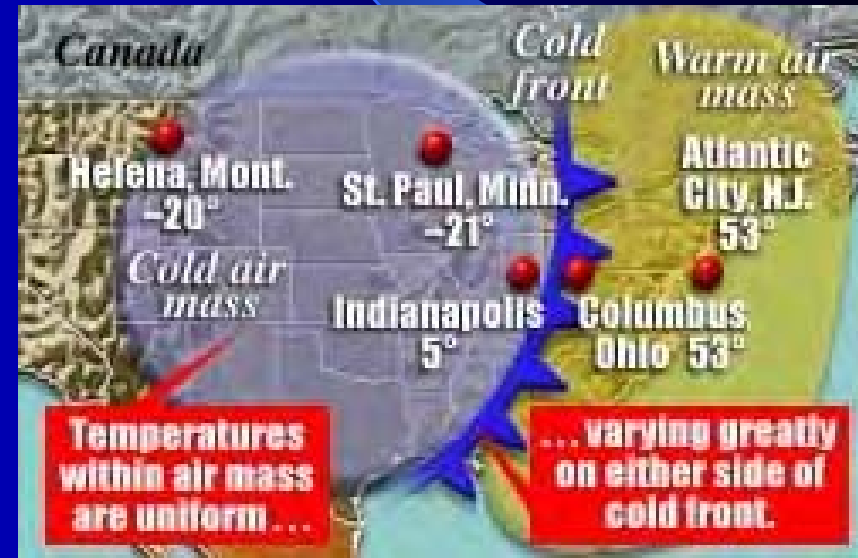 Canada
Cold
front
Warm air
mass
Helena, Mont.
-20°
St. Paul, Minn.
-21°
Atlantic
City, N.J.
53°
Cold air
mass
Indianapolis
5°
Columbus
Ohio 53°
Temperatures
within air mass
are uniform...
...varying greatly
on either side of
cold front.